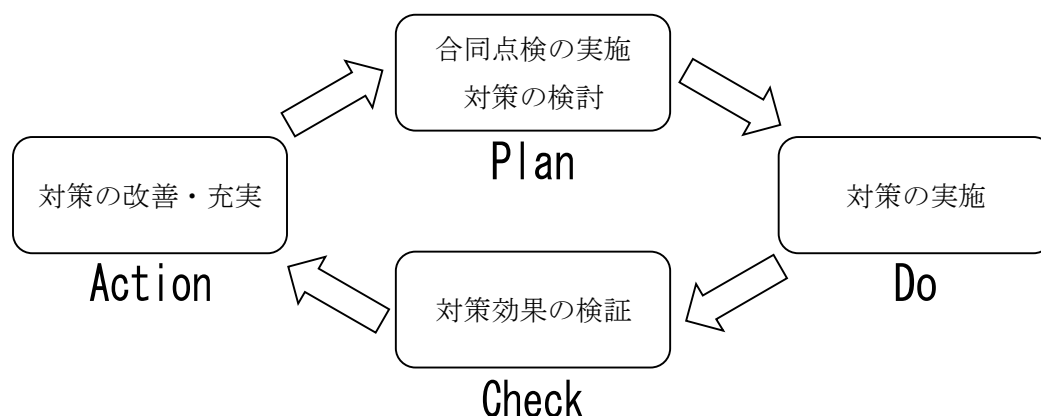 合同点検の実施
対策の検討
Plan
対策の改善・充実
Action
対策の実施
Do
対策効果の検証
Check